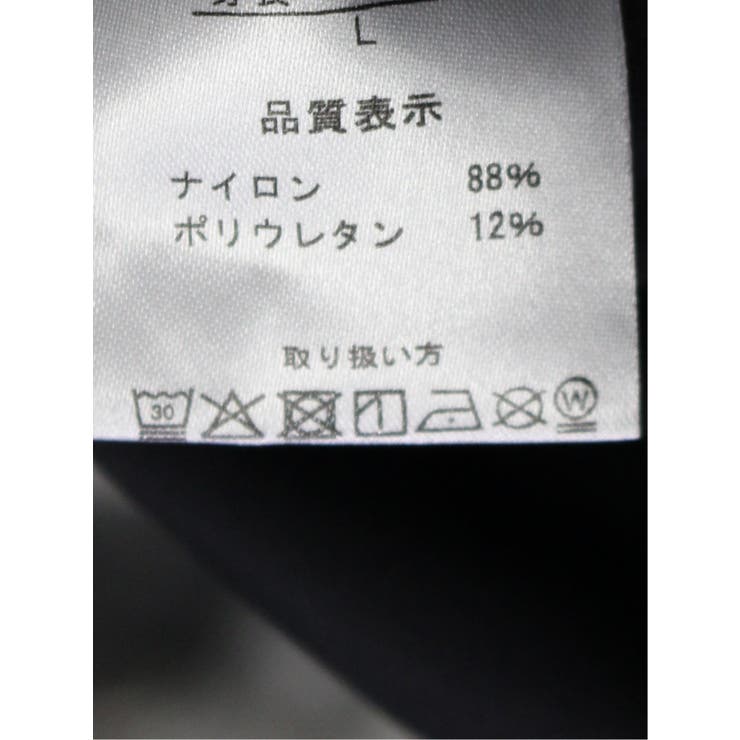 L
品質表示
ナイロン 88%
ポリウレタン 12%
取り扱い方
30 W